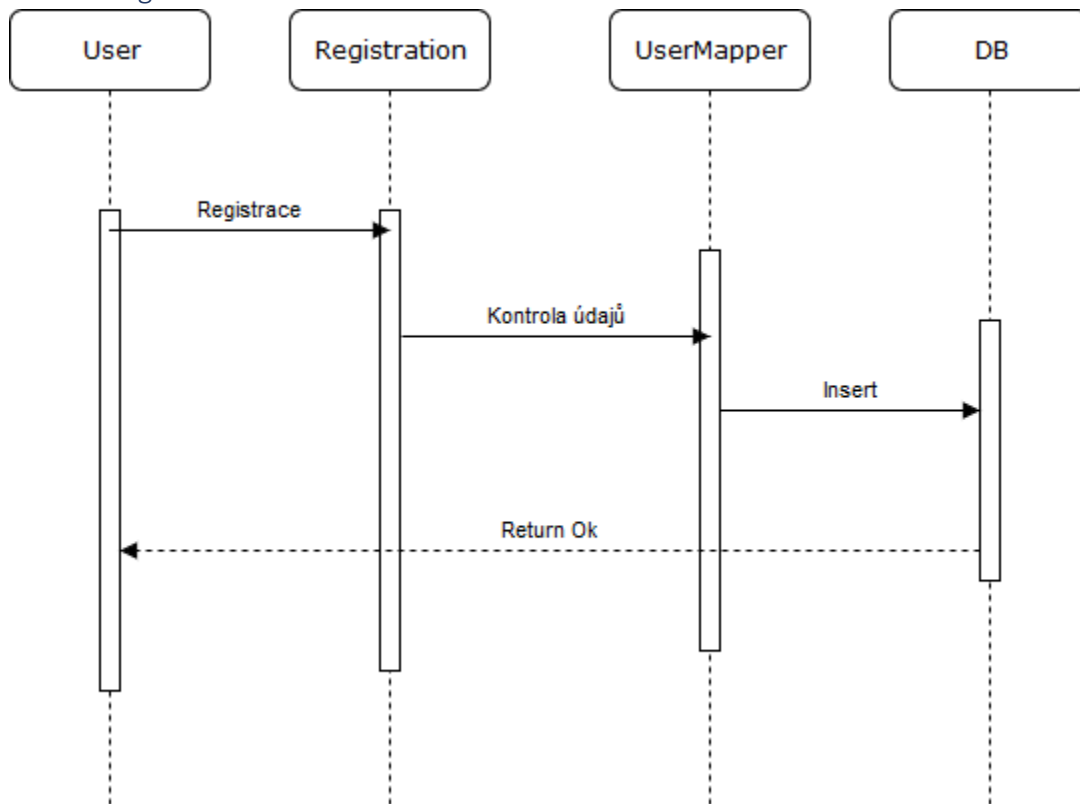 User
Registration
UserMapper
DB
Registrace
Kontrola údajů
Insert
Return Ok